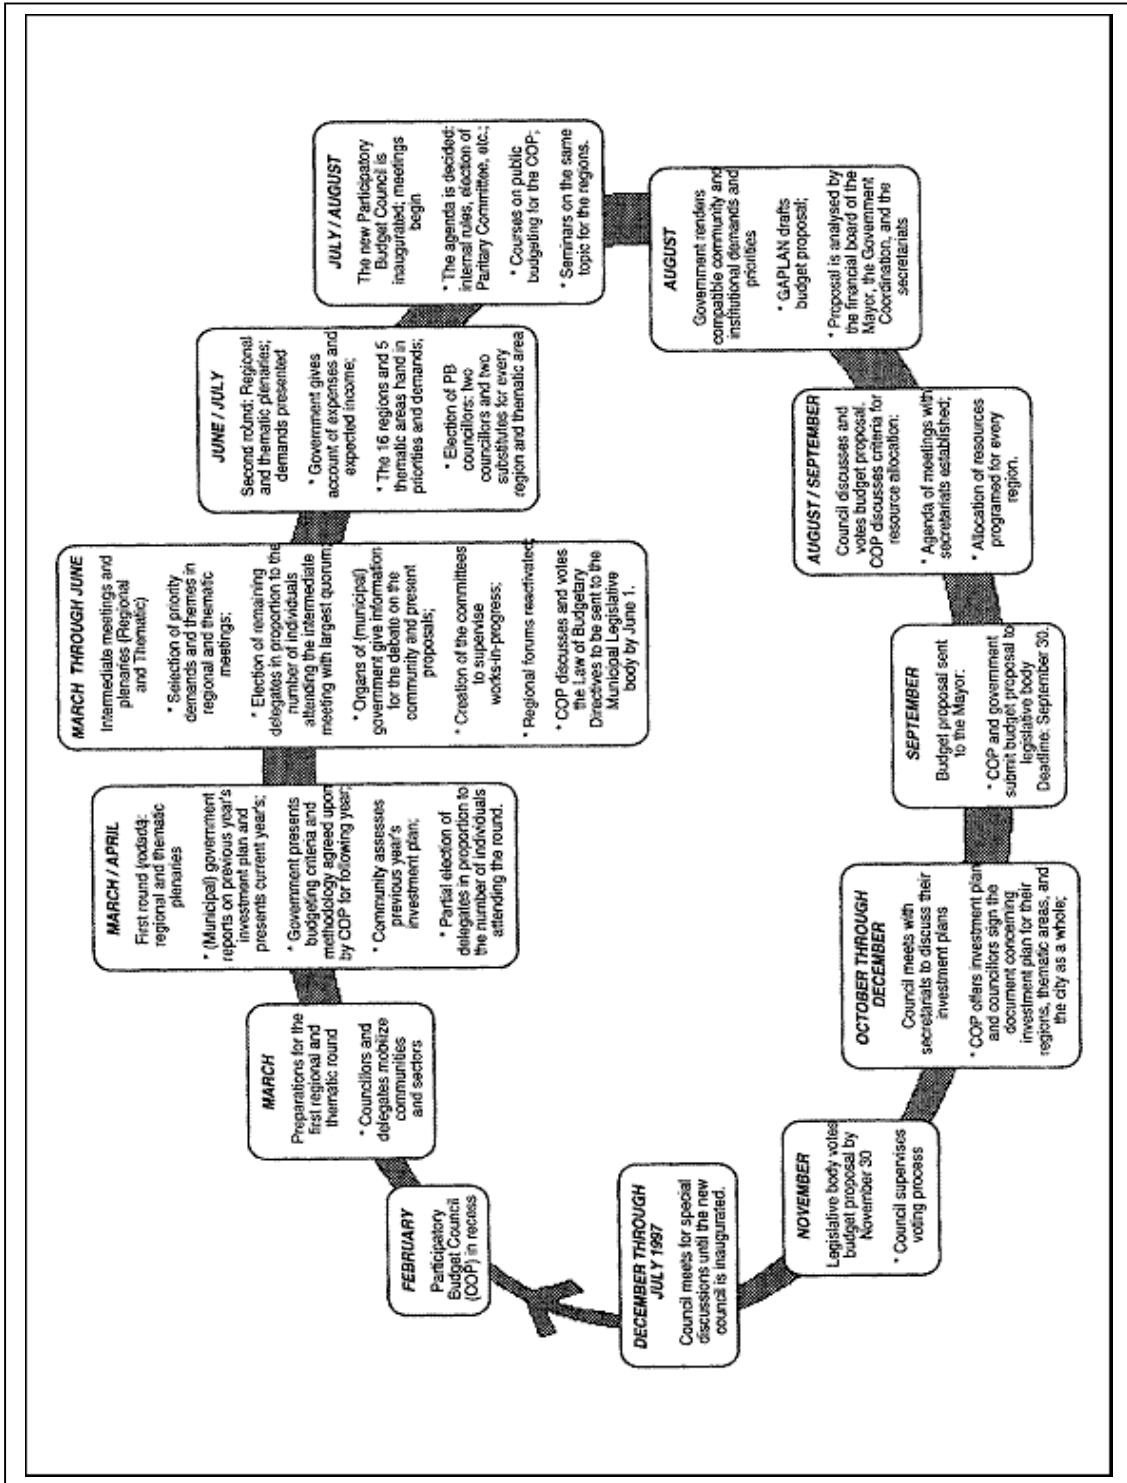 FEBRUARY
Participatory
Budget Council
(COP) in recess
MARCH
Preparations for the
first regional and
thematic round
* Councillors and
delegates mobilize
communities
and sectors
MARCH / APRIL
First round (rodada):
regional and thematic
plenaries
* (Municipal) government
reports on previous year's
investment plan and
presents current year's;
* Government presents
budgeting criteria and
methodology agreed upon
by COP for following year;
* Community assesses
previous year's
investment plan;
* Partial election of
delegates in proportion to
the number of individuals
attending the round.
MARCH THROUGH JUNE
Intermediate meetings and
plenaries (Regional
and Thematic)
* Selection of priority
demands and themes in
regional and thematic
meetings;
* Election of remaining
delegates in proportion to the
number of individuals
attending the intermediate
meeting with largest quorum;
* Organs of (municipal)
government give information
for the debate on the
community and present
proposals;
* Creation of the committees
to supervise
works-in-progress;
* Regional forums reactivated;
* COP discusses and votes
the Law of Budgetary
Directives to be sent to the
Municipal Legislative
body by June 1.
JUNE / JULY
Second round: Regional
and thematic plenaries;
demands presented
* Government gives
account of expenses and
expected income;
* The 16 regions and 5
thematic areas hand in
priorities and demands;
* Election of PB
councillors: two
councillors and two
substitutes for every
region and thematic area
JULY / AUGUST
The new Participatory
Budget Council is
inaugurated; meetings
begin
* The agenda is decided:
internal rules, election of
Paritary Committee, etc.;
* Courses on public
budgeting for the COP;
* Seminars on the same
topic for the regions.
AUGUST
Government renders
compatible community and
institutional demands and
priorities
* GAPLAN drafts
budget proposal;
* Proposal is analysed by
the financial board of the
Mayor, the Government
Coordination, and the
secretariats
AUGUST / SEPTEMBER
Council discusses and
votes budget proposal.
COP discusses criteria for
resource allocation:
* Agenda of meetings with
secretariats established;
* Allocation of resources
programed for every
region.
SEPTEMBER
Budget proposal sent
to the Mayor:
* COP and government
submit budget proposal to
legislative body
Deadline: September 30.
OCTOBER THROUGH
DECEMBER
Council meets with
secretariats to discuss their
investment plans
* COP offers investment plan
and councillors sign the
document concerning
investment plan for their
regions, thematic areas, and
the city as a whole;
NOVEMBER
Legislative body votes
budget proposal by
November 30
* Council supervises
voting process
DECEMBER THROUGH
JULY 1997
Council meets for special
discussions until the new
council is inaugurated.